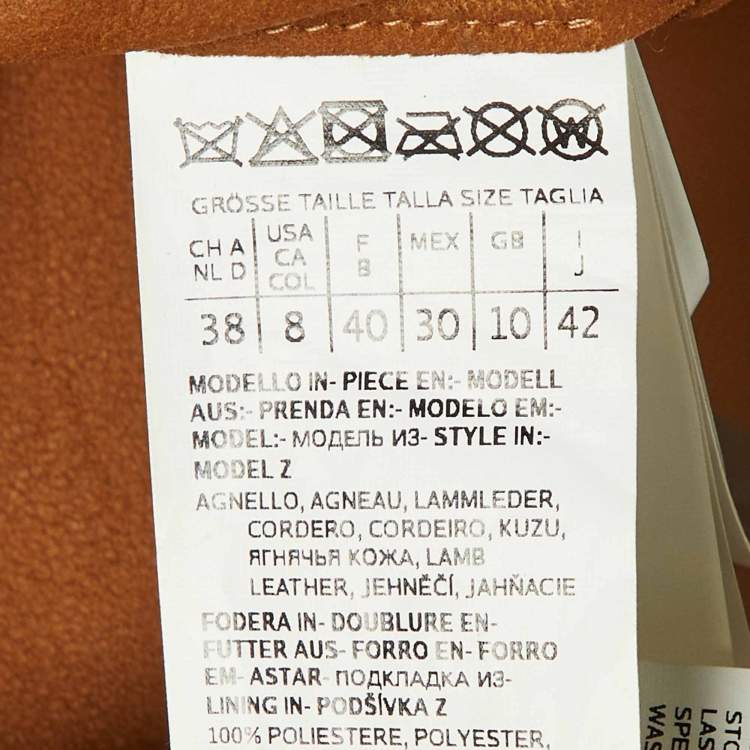 GRÖSSE TAILLE TALLA SIZE TAGLIA
CH A USA F MEX GB I
NL D CA B J
COL
38 8 40 30 10 42
MODELLO IN- PIECE EN:- MODELL
AUS:- PRENDA EN:- MODELO EM:-
MODEL:- МОДЕЛЬ ИЗ- STYLE IN:-
MODEL Z
AGNELLO, AGNEAU, LAMMLEDER,
CORDERO, CORDEIRO, KUZU,
ЯГНЯЧЬЯ КОЖА, LAMB
LEATHER, JEHNĚČÍ, JAHŇACIE
FODERA IN- DOUBLURE EN-
FUTTER AUS- FORRO EN- FORRO
EM- ASTAR- ПОДКЛАДКА ИЗ-
LINING IN- PODŠÍVKA Z
100% POLIESTERE, POLYESTER,